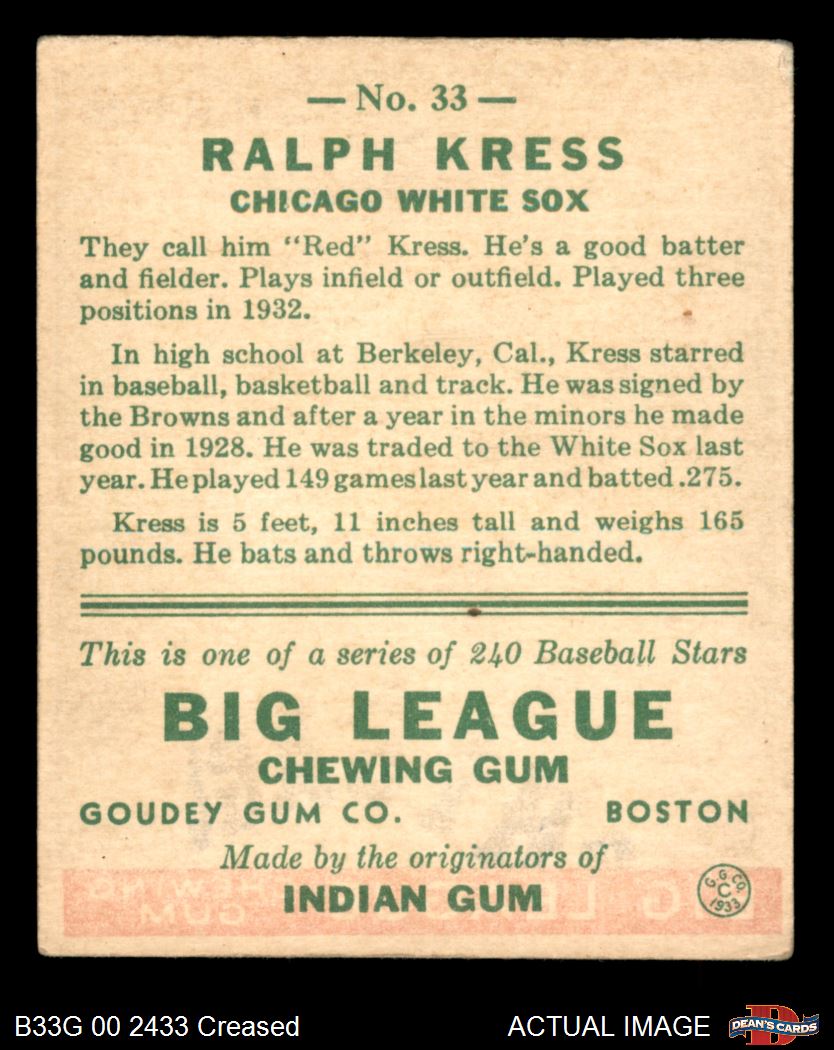 — No. 33 —
RALPH KRESS
CHICAGO WHITE SOX
They call him "Red" Kress. He's a good batter
and fielder. Plays infield or outfield. Played three
positions in 1932.
In high school at Berkeley, Cal., Kress starred
in baseball, basketball and track. He was signed by
the Browns and after a year in the minors he made
good in 1928. He was traded to the White Sox last
year. He played 149 games last year and batted .275.
Kress is 5 feet, 11 inches tall and weighs 165
pounds. He bats and throws right-handed.
This is one of a series of 240 Baseball Stars
BIG LEAGUE
CHEWING GUM
GOUDEY GUM CO. BOSTON
Made by the originators of
INDIAN GUM
G.G.CO.
C
1933
BIG LEAGUE CHEWING
GUM
B33G 00 2433 Creased ACTUAL IMAGE
D
DEAN'S CARDS